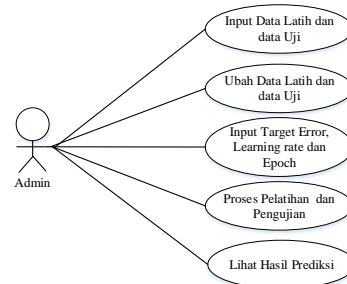 Input Data Latih dan
data Uji
Ubah Data Latih dan
data Uji
Input Target Error,
Learning rate dan
Epoch
Admin
Proses Pelatihan dan
Pengujian
Lihat Hasil Prediksi